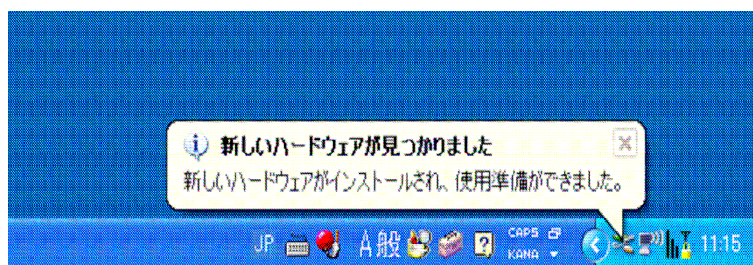 新しいハードウェアが見つかりました
新しいハードウェアがインストールされ、使用準備ができました。
JP A 般 CAPS KANA 11:15